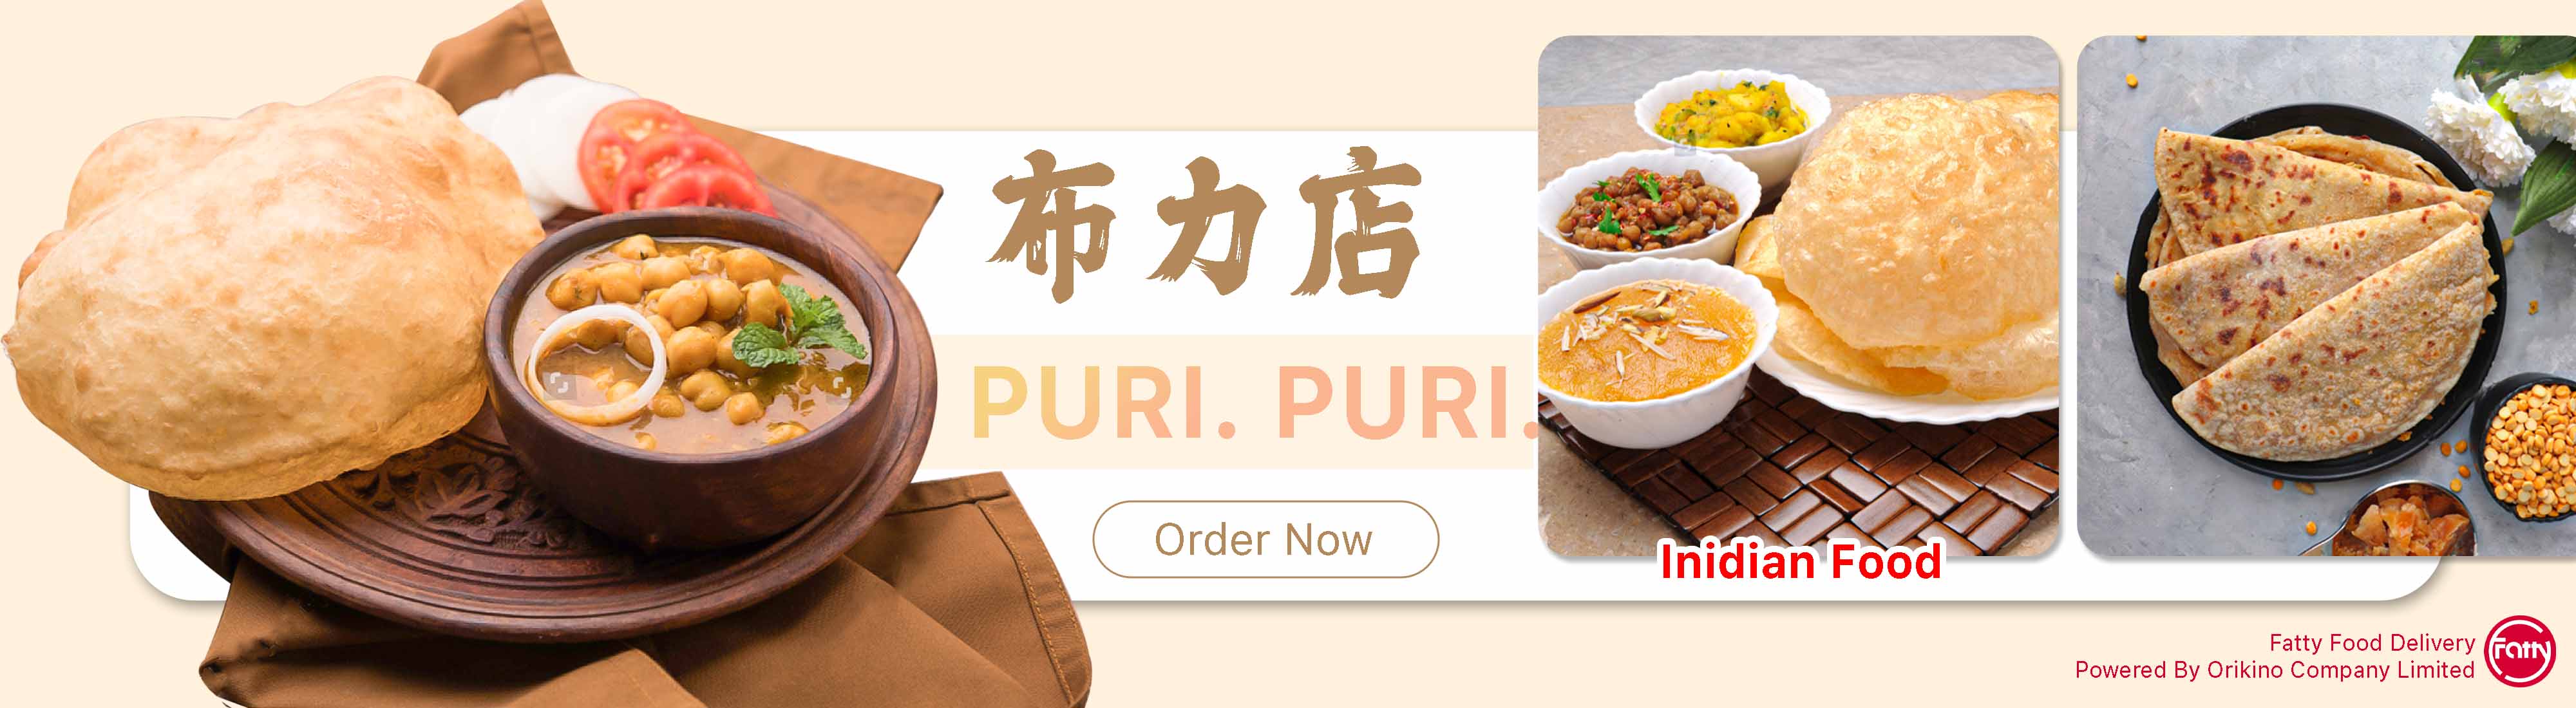 布力店
PURI. PURI.
Order Now
Inidian Food
Fatty Food Delivery
Powered By Orikino Company Limited
Fatty